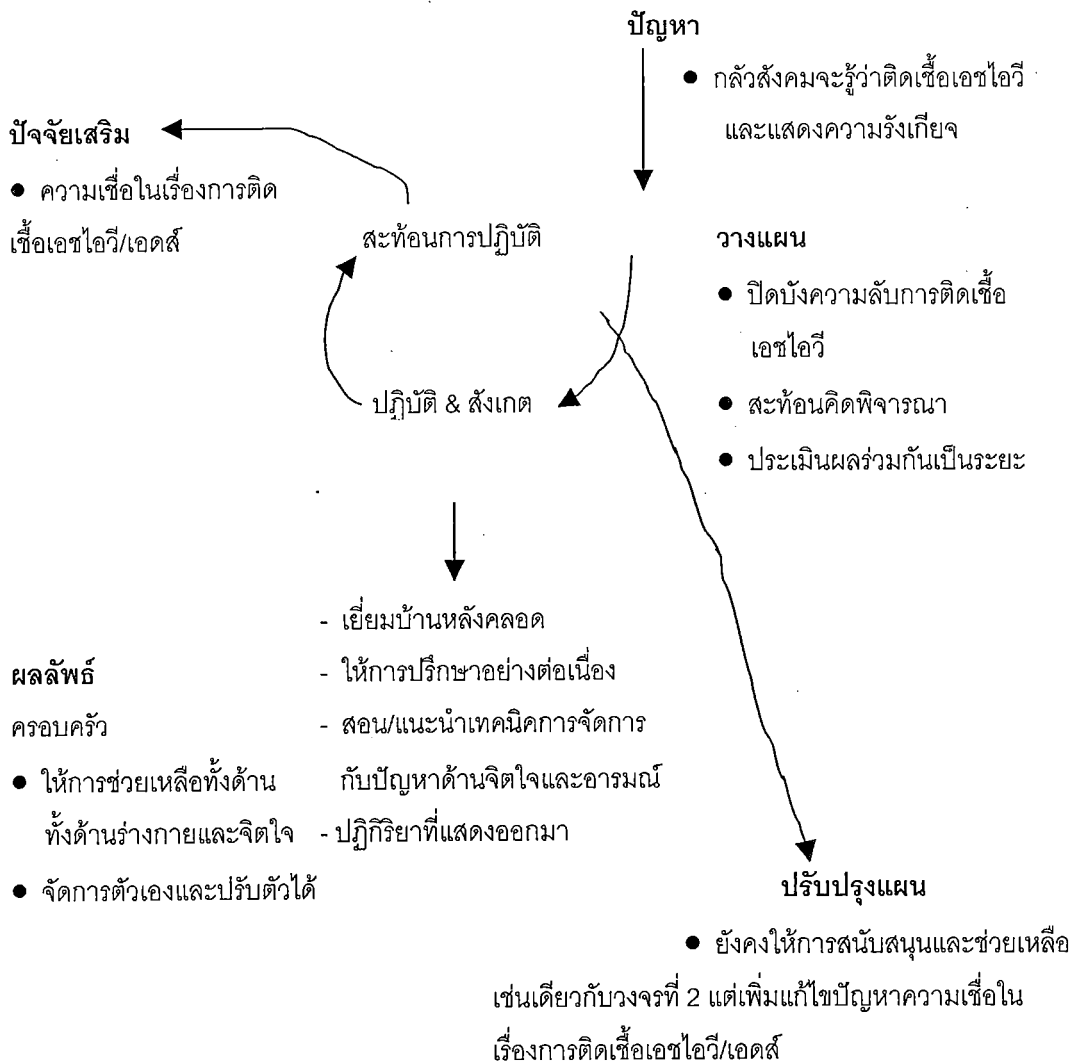 ปัญหา
● กลัวสังคมจะรู้ว่าติดเชื้อเอชไอวี
และแสดงความรังเกียจ
ปัจจัยเสริม
● ความเชื่อในเรื่องการติด
เชื้อเอชไอวี/เอดส์
สะท้อนการปฏิบัติ
วางแผน
● ปิดบังความลับการติดเชื้อ
เอชไอวี
● สะท้อนคิดพิจารณา
● ประเมินผลร่วมกันเป็นระยะ
ปฏิบัติ & สังเกต
- เยี่ยมบ้านหลังคลอด
- ให้การปรึกษาอย่างต่อเนื่อง
- สอน/แนะนำเทคนิคการจัดการ
กับปัญหาด้านจิตใจและอารมณ์
- ปฏิกิริยาที่แสดงออกมา
ผลลัพธ์
ครอบครัว
● ให้การช่วยเหลือทั้งด้าน
ทั้งด้านร่างกายและจิตใจ
● จัดการตัวเองและปรับตัวได้
ปรับปรุงแผน
● ยังคงให้การสนับสนุนและช่วยเหลือ
เช่นเดียวกับวงจรที่ 2 แต่เพิ่มแก้ไขปัญหาความเชื่อใน
เรื่องการติดเชื้อเอชไอวี/เอดส์